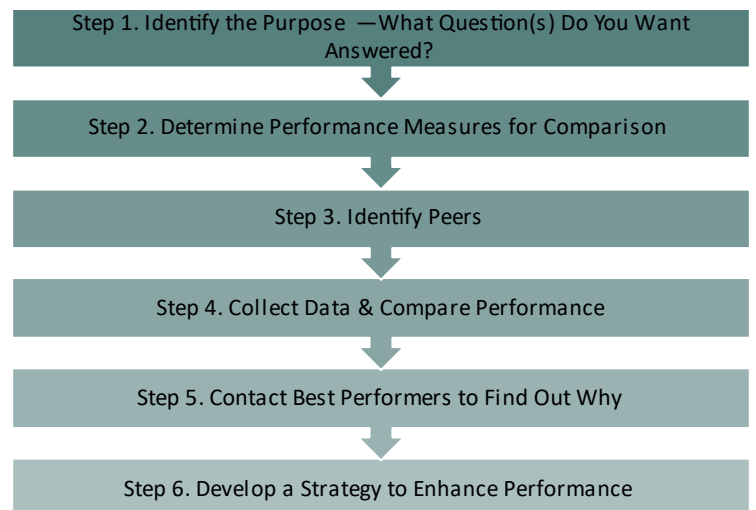 Step 1. Identify the Purpose —What Question(s) Do You Want
Answered?
Step 2. Determine Performance Measures for Comparison
Step 3. Identify Peers
Step 4. Collect Data & Compare Performance
Step 5. Contact Best Performers to Find Out Why
Step 6. Develop a Strategy to Enhance Performance